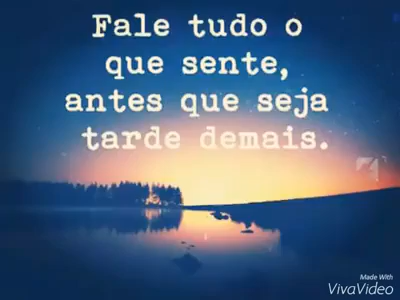 Fale tudo o
que sente,
antes que seja
tarde demais.
Made With
VivaVideo